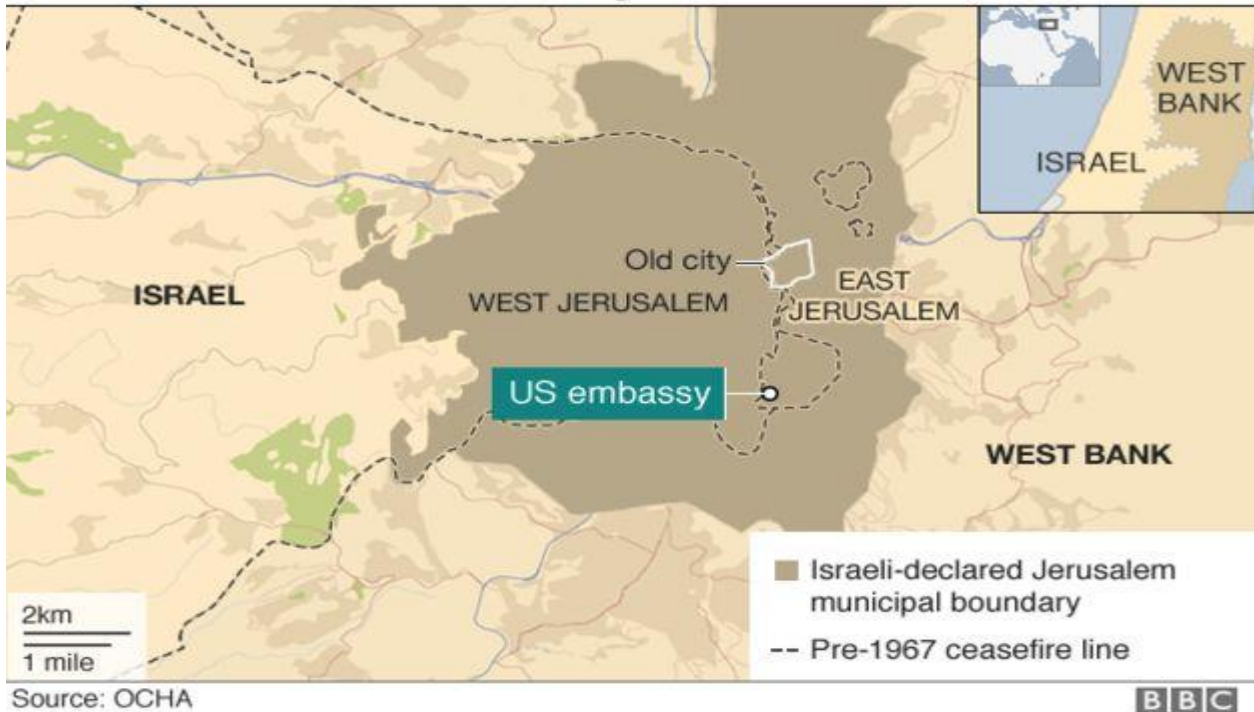 WEST
BANK
ISRAEL
Old city
WEST JERUSALEM
EAST
JERUSALEM
ISRAEL
US embassy
WEST BANK
Israeli-declared Jerusalem
municipal boundary
Pre-1967 ceasefire line
2km
1 mile
Source: OCHA
BBC